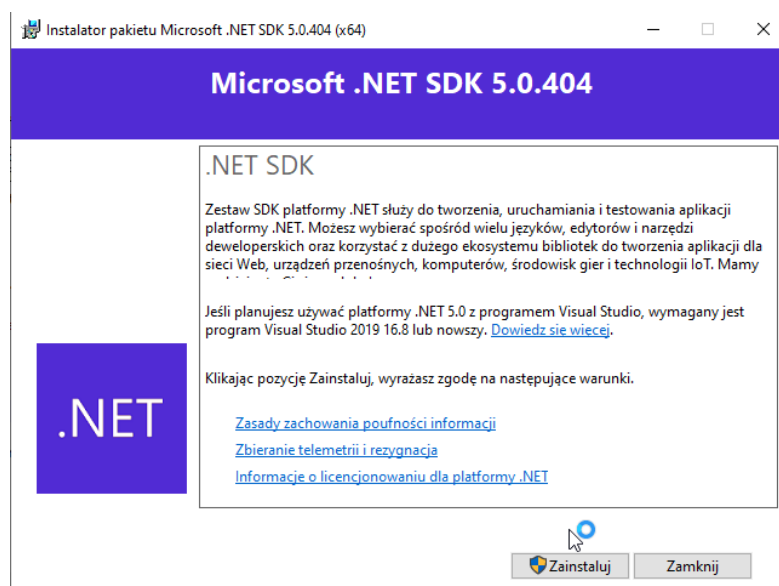 Instalator pakietu Microsoft .NET SDK 5.0.404 (x64)
Microsoft .NET SDK 5.0.404
.NET SDK
Zestaw SDK platformy .NET służy do tworzenia, uruchamiania i testowania aplikacji
platformy .NET. Możesz wybierać spośród wielu języków, edytorów i narzędzi
deweloperskich oraz korzystać z dużego ekosystemu bibliotek do tworzenia aplikacji dla
sieci Web, urządzeń przenośnych, komputerów, środowisk gier i technologii IoT. Mamy
Jeśli planujesz używać platformy .NET 5.0 z programem Visual Studio, wymagany jest
program Visual Studio 2019 16.8 lub nowszy. Dowiedz się więcej.
Klikając pozycję Zainstaluj, wyrażasz zgodę na następujące warunki.
.NET
Zasady zachowania poufności informacji
Zbieranie telemetrii i rezygnacja
Informacje o licencjonowaniu dla platformy .NET
Zainstaluj
Zamknij